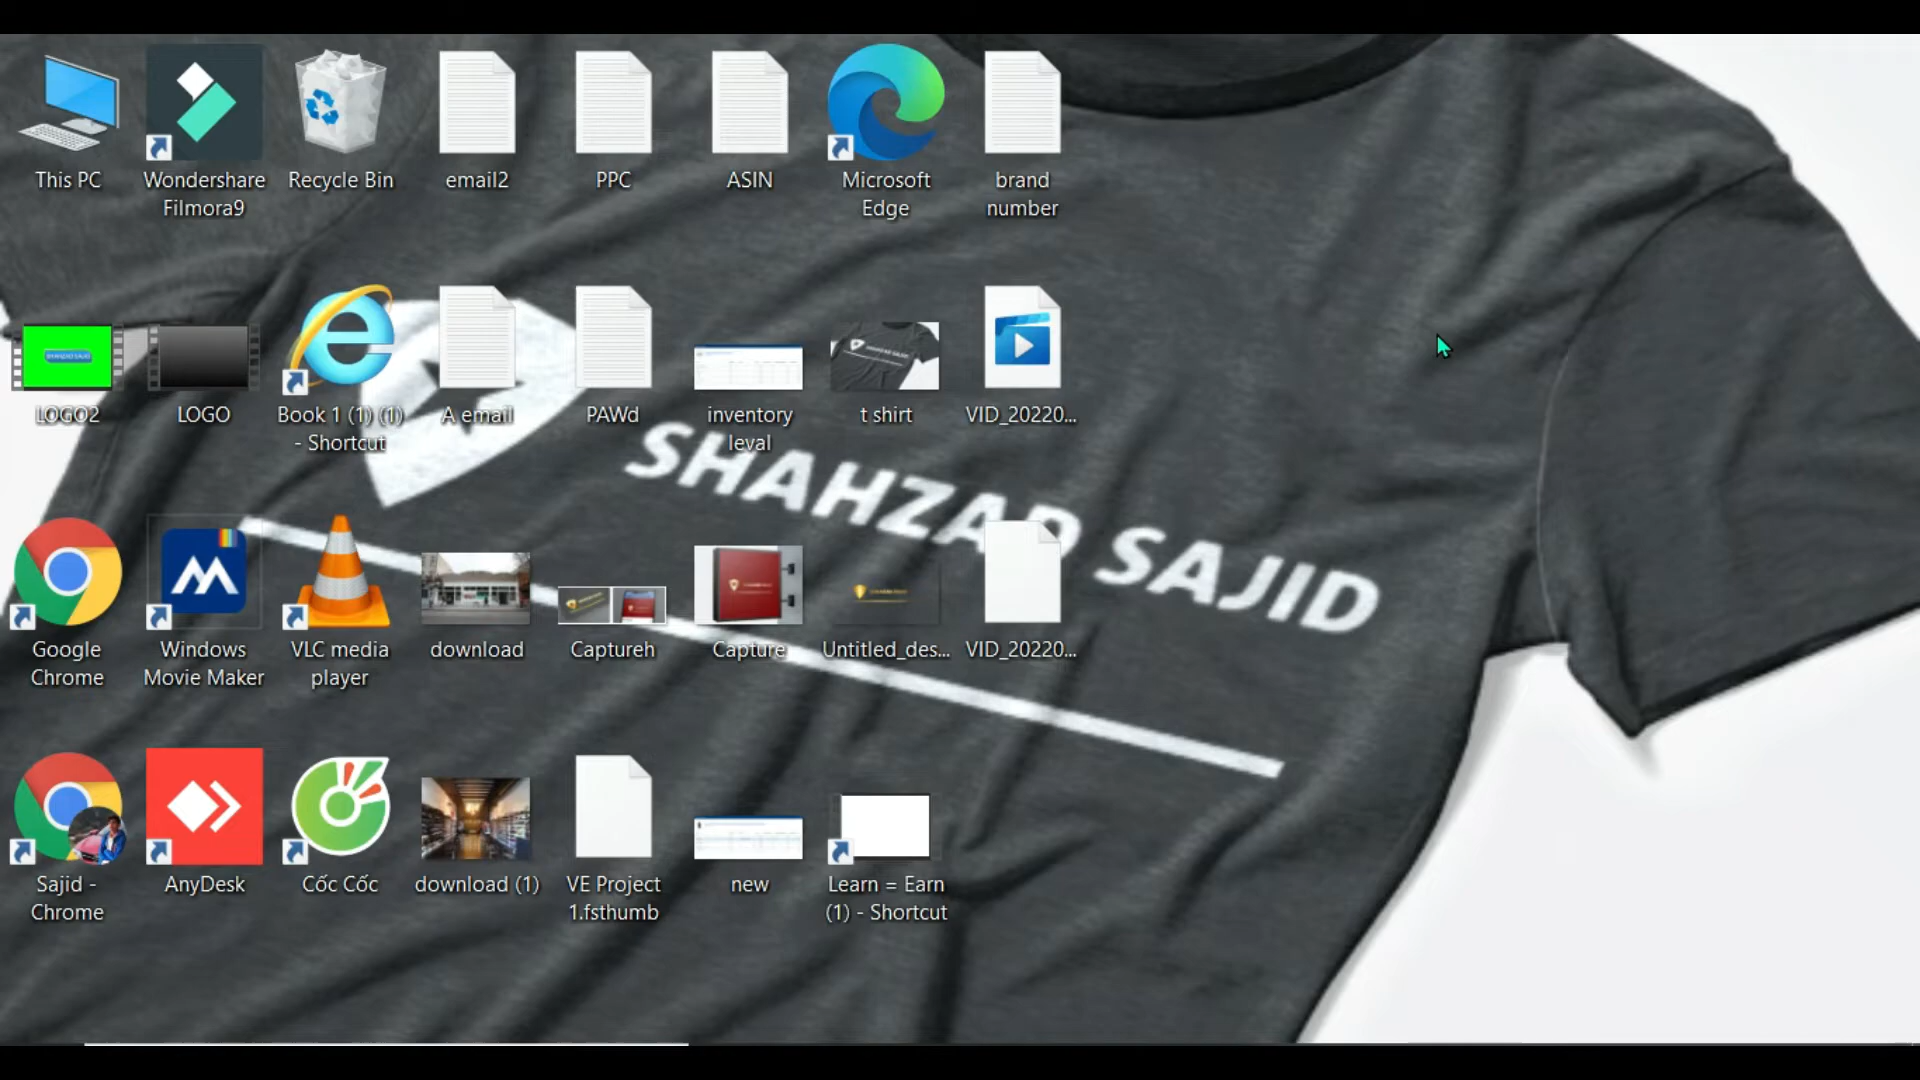 This PC
Wondershare
Filmora9
Recycle Bin
email2
PPC
ASIN
Microsoft
Edge
brand
number
LOGO2
LOGO
Book 1 (1) (1)
- Shortcut
A email
PAWd
inventory
leval
t shirt
VID_20220...
SHAHZAD SAJID
Google
Chrome
Windows
Movie Maker
VLC media
player
download
Captureh
Capture
Untitled_des...
VID_20220...
Sajid -
Chrome
AnyDesk
Cốc Cốc
download (1)
VE Project
1.fsthumb
new
Learn = Earn
(1) - Shortcut